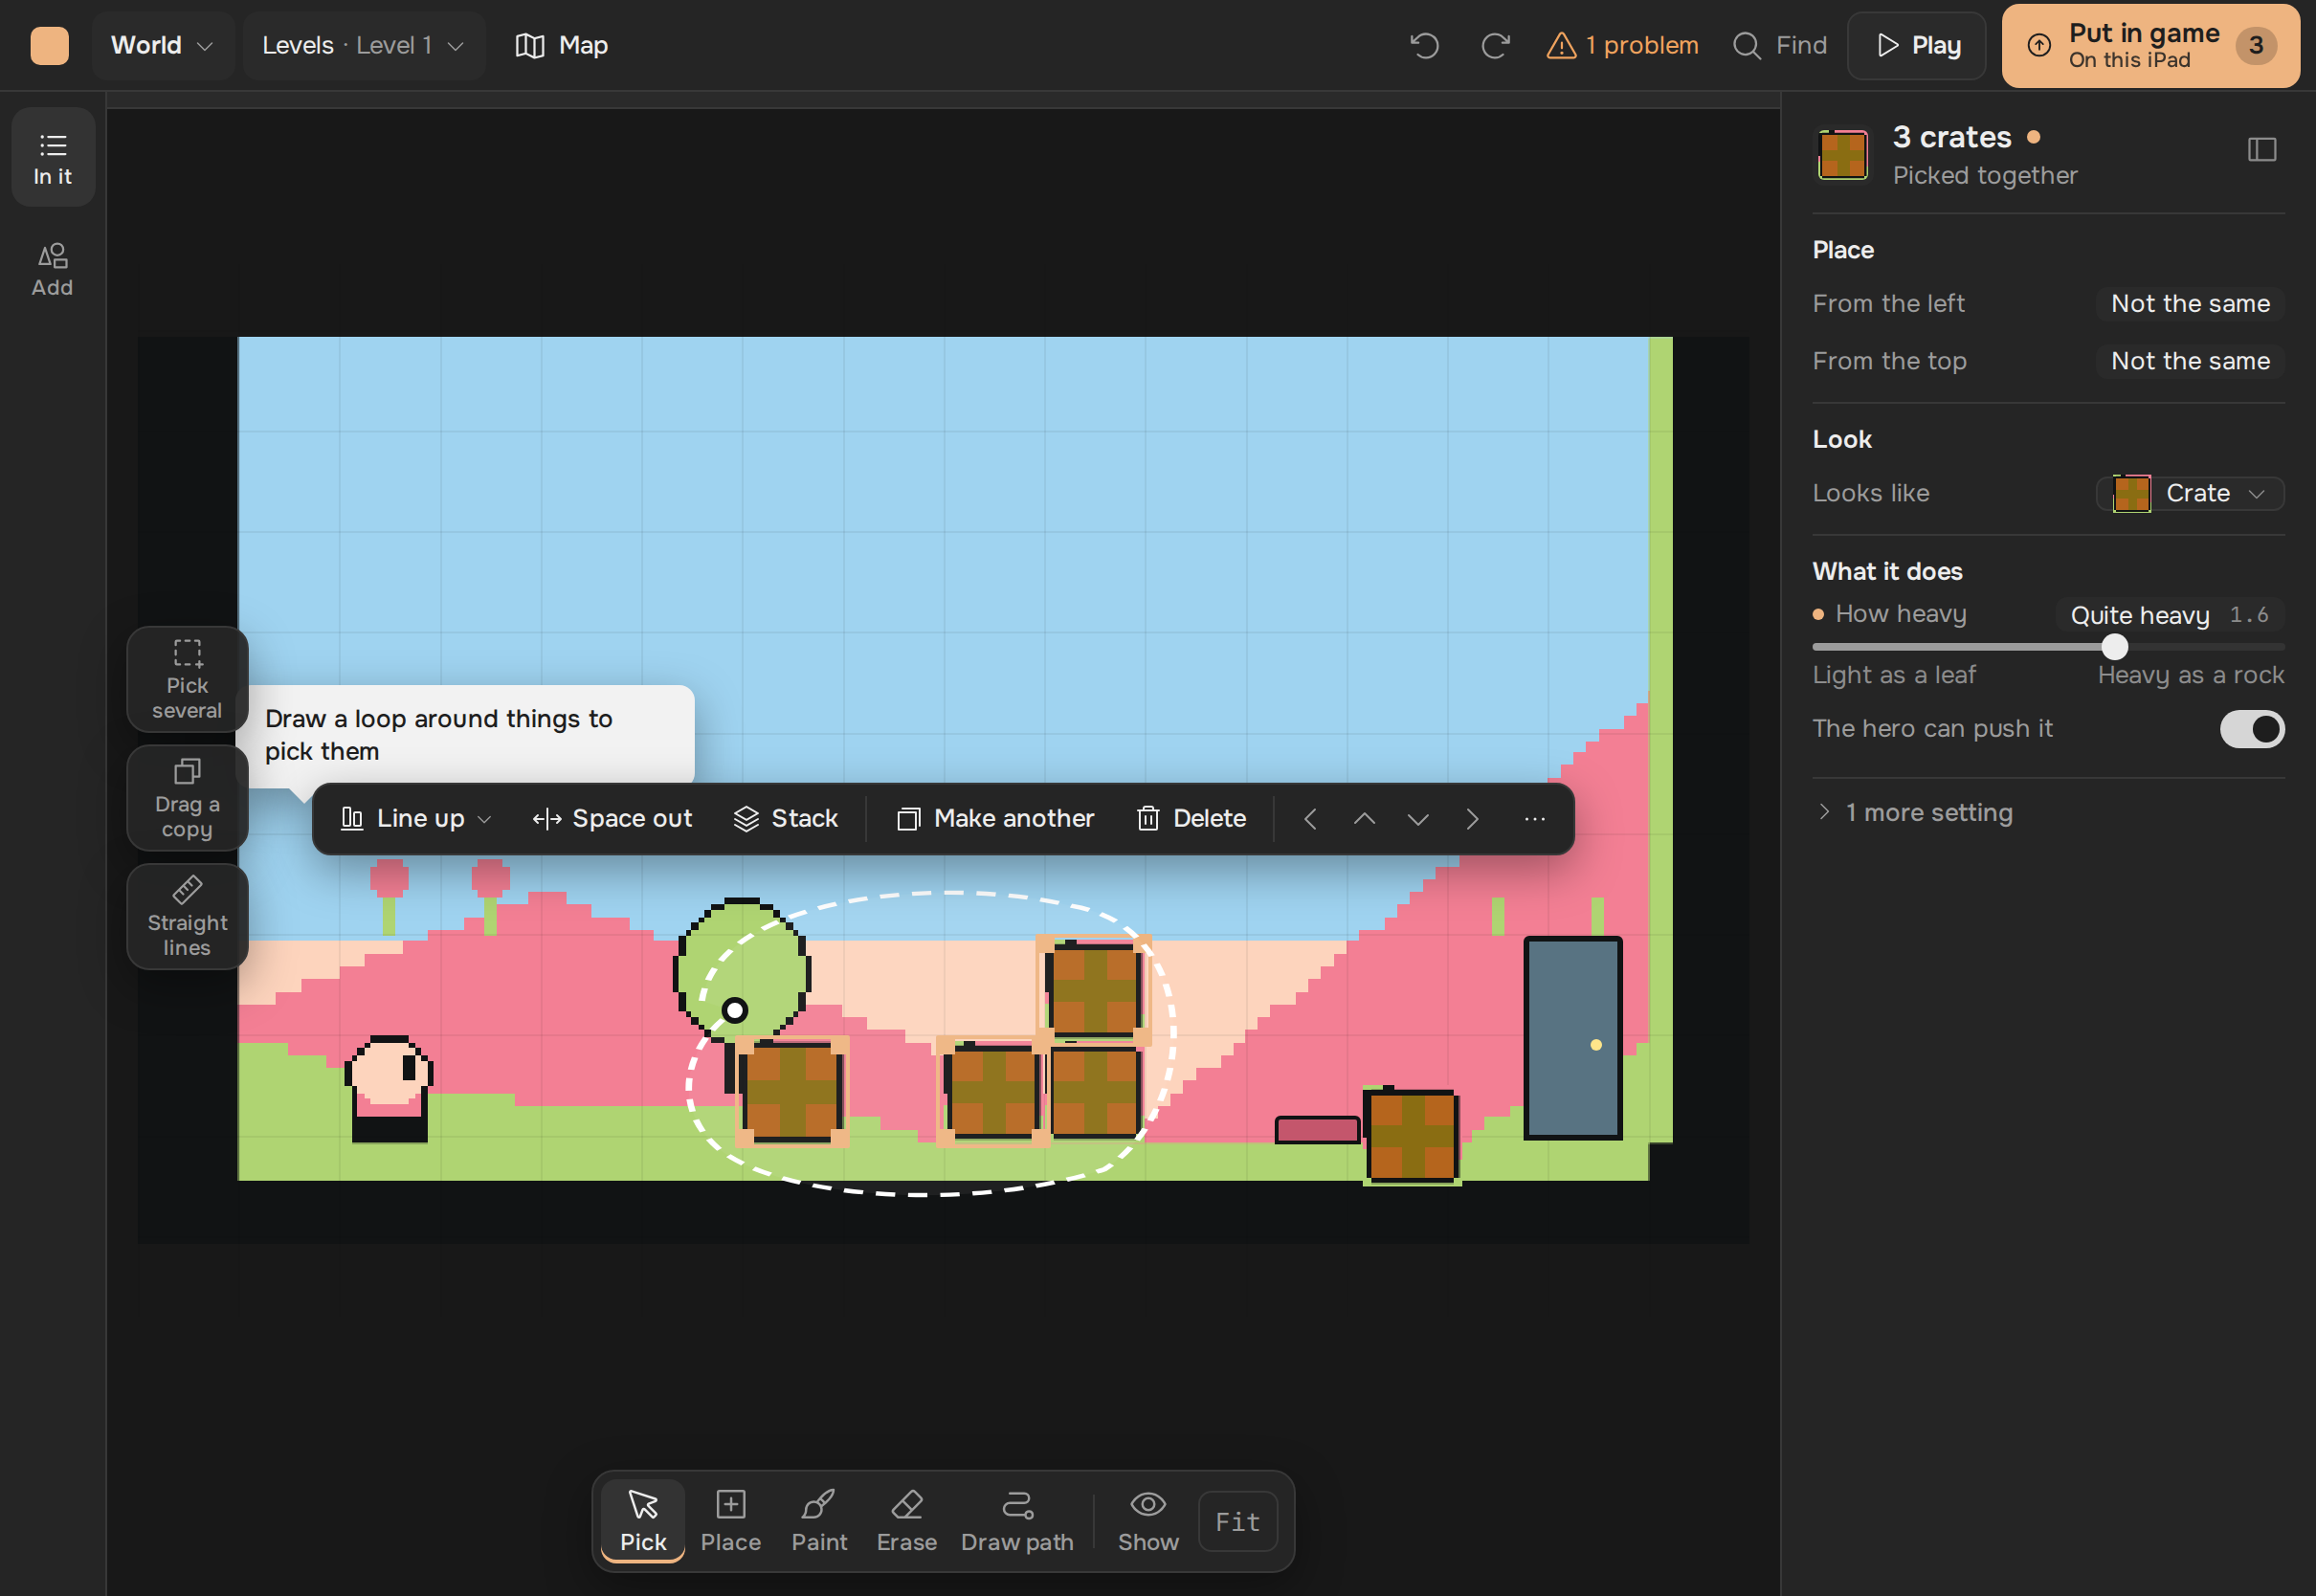 World
Levels · Level 1
Map
1 problem
Find
Play
Put in game
On this iPad
3
In it
Add
3 crates
Picked together
Place
From the left
Not the same
From the top
Not the same
Look
Looks like
Crate
What it does
How heavy
Quite heavy 1.6
Light as a leaf
Heavy as a rock
The hero can push it
1 more setting
Pick
several
Drag a
copy
Straight
lines
Draw a loop around things to
pick them
Line up
Space out
Stack
Make another
Delete
Pick
Place
Paint
Erase
Draw path
Show
Fit